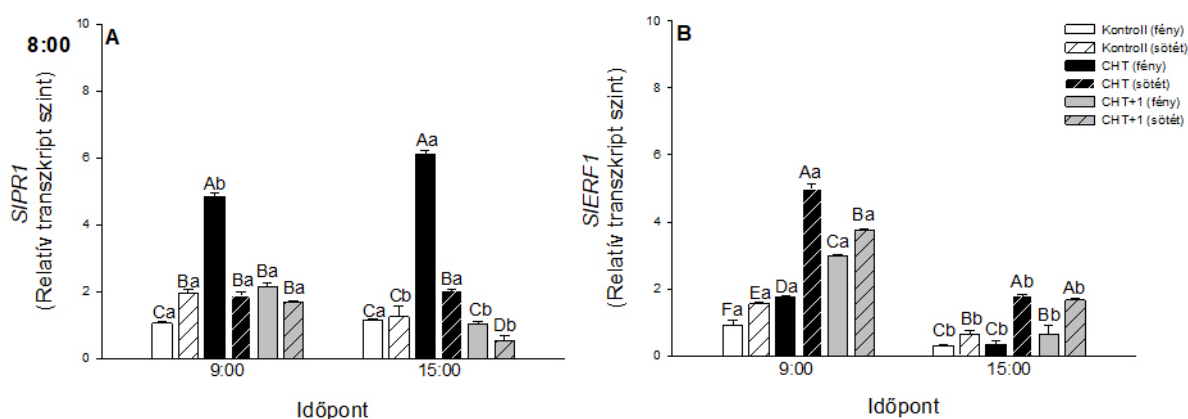 8:00
A
SlPR1
(Relatív transzkript szint)
10
8
6
4
2
0
Ca
Ba
Ab
Ba
Ba
Ba
Ca
Cb
Aa
Ba
Cb
Db
9:00
15:00
Időpont
B
SlERF1
(Relatív transzkript szint)
10
8
6
4
2
0
Fa
Ea
Da
Aa
Ca
Ba
Cb
Bb
Cb
Ab
Bb
Ab
9:00
15:00
Időpont
Kontroll (fény)
Kontroll (sötét)
CHT (fény)
CHT (sötét)
CHT+1 (fény)
CHT+1 (sötét)